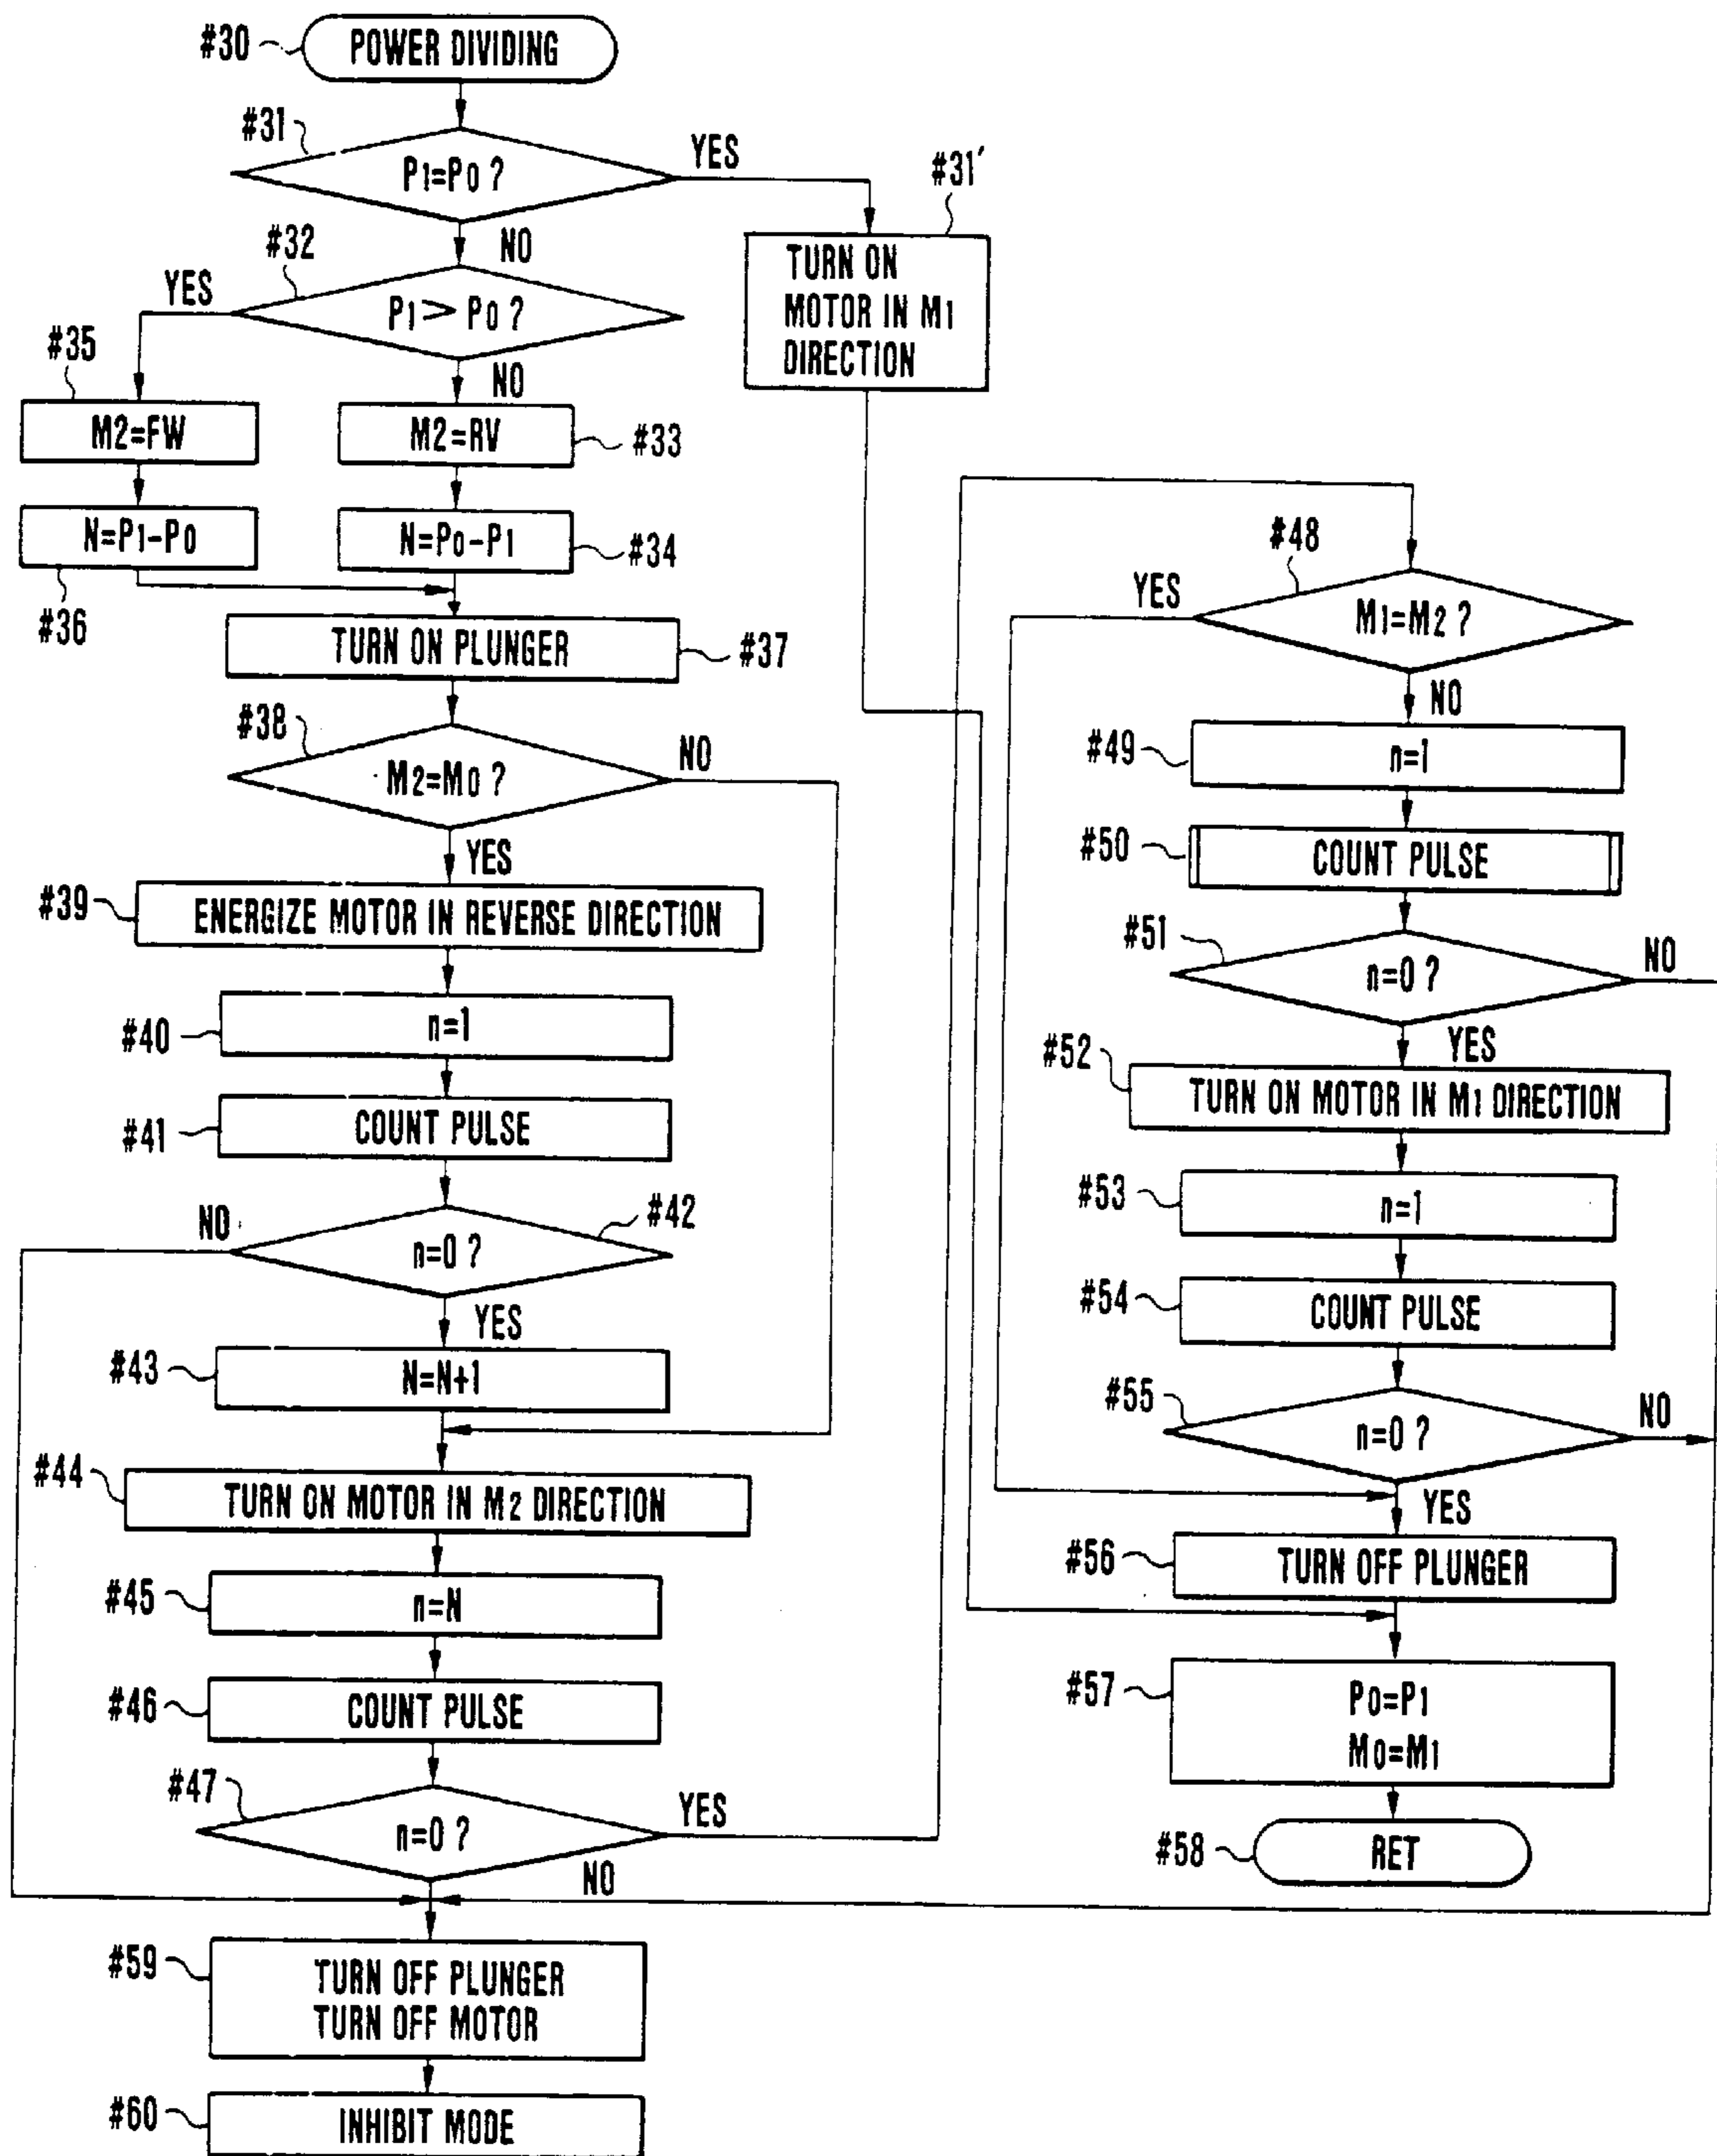 #30
POWER DIVIDING
#31
P1=P0 ?
YES
#31'
NO
TURN ON
MOTOR IN M1
DIRECTION
#32
P1 > P0 ?
YES
NO
#35
M2=FW
M2=RV
#33
N=P1-P0
#36
N=P0-P1
#34
TURN ON PLUNGER
#37
#38
M2=M0 ?
NO
YES
#39
ENERGIZE MOTOR IN REVERSE DIRECTION
#40
n=1
#41
COUNT PULSE
NO
#42
n=0 ?
YES
#43
N=N+1
#44
TURN ON MOTOR IN M2 DIRECTION
#45
n=N
#46
COUNT PULSE
#47
n=0 ?
YES
NO
#48
YES
M1=M2 ?
NO
#49
n=1
#50
COUNT PULSE
#51
n=0 ?
NO
YES
#52
TURN ON MOTOR IN M1 DIRECTION
#53
n=1
#54
COUNT PULSE
#55
n=0 ?
NO
YES
#56
TURN OFF PLUNGER
#57
P0=P1
M0=M1
#58
RET
#59
TURN OFF PLUNGER
TURN OFF MOTOR
#60
INHIBIT MODE